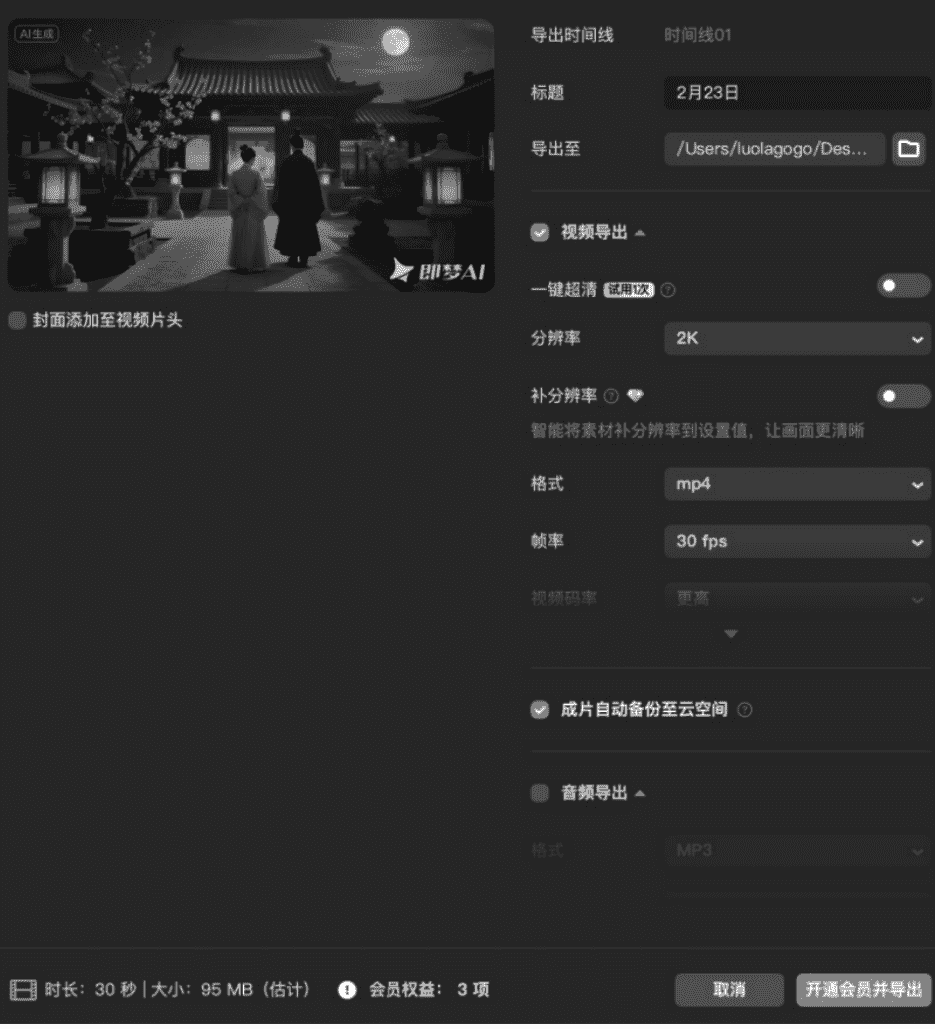 AI生成
即梦AI
封面添加至视频片头
导出时间线 时间线01
标题 2月23日
导出至 /Users/luolagogo/Des...
视频导出
一键超清 试用1次
分辨率 2K
补分辨率
智能将素材补分辨率到设置值，让画面更清晰
格式 mp4
帧率 30 fps
视频码率 更高
成片自动备份至云空间
音频导出
格式 MP3
时长：30 秒 | 大小：95 MB（估计） 会员权益： 3 项
取消 开通会员并导出